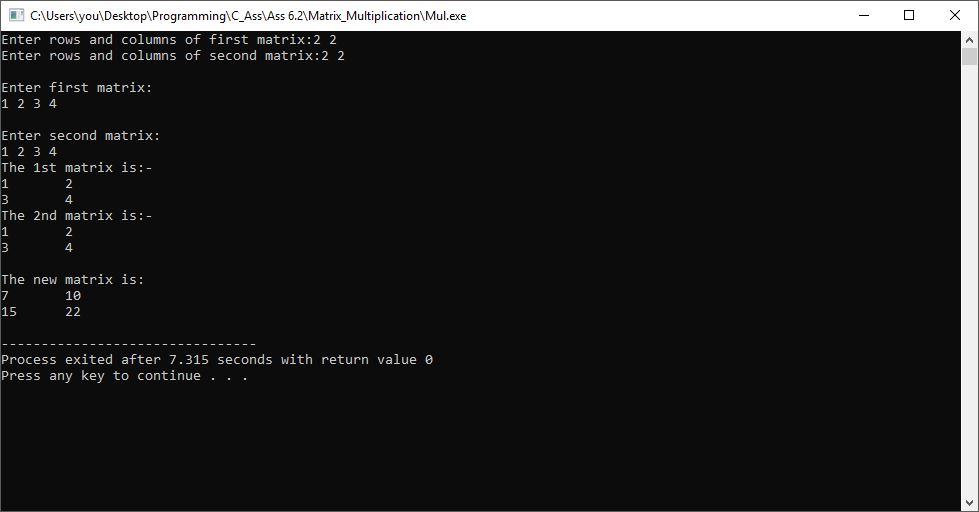 C:\Users\you\Desktop\Programming\C_Ass\Ass 6.2\Matrix_Multiplication\Mul.exe
Enter rows and columns of first matrix:2 2
Enter rows and columns of second matrix:2 2
Enter first matrix:
1 2 3 4
Enter second matrix:
1 2 3 4
The 1st matrix is:-
1       2
3       4
The 2nd matrix is:-
1       2
3       4
The new matrix is:
7       10
15      22
--------------------------------
Process exited after 7.315 seconds with return value 0
Press any key to continue . . .